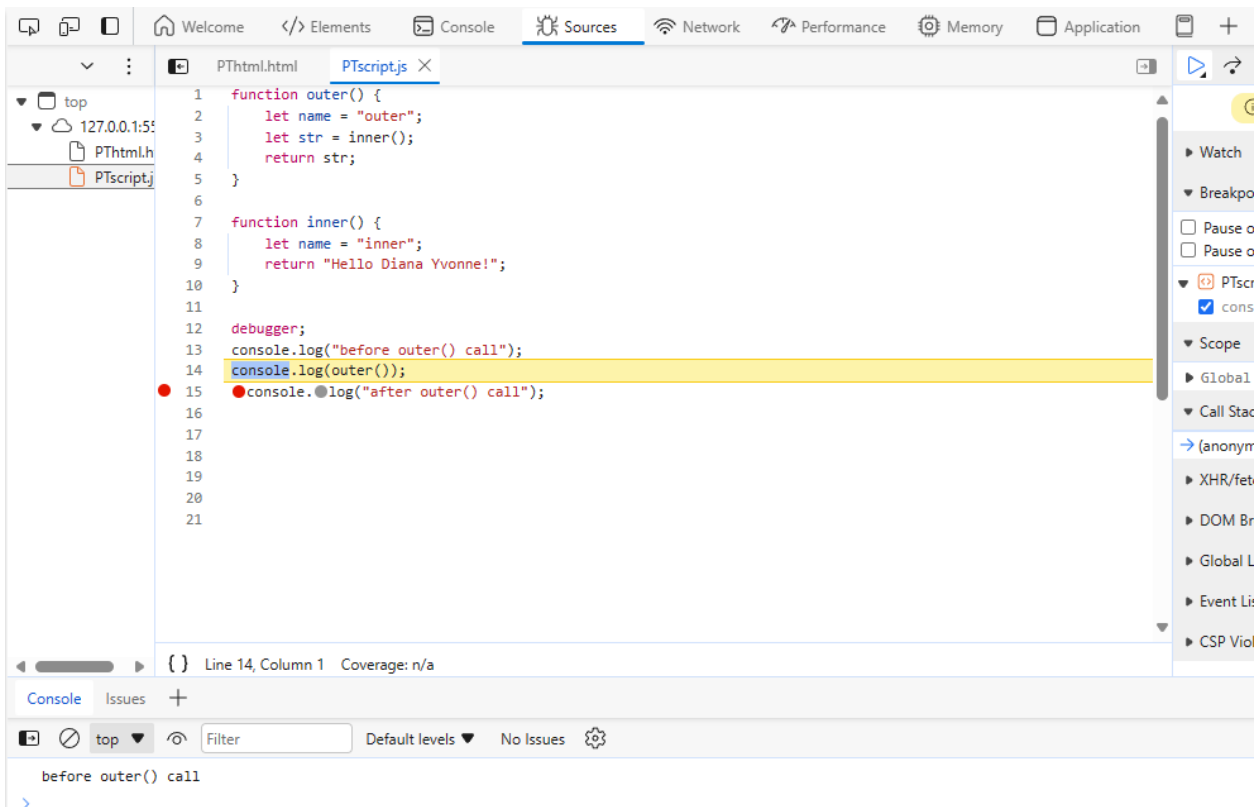 Welcome Elements Console Sources Network Performance Memory Application
PThtml.html PTscript.js
top
127.0.0.1:55
PThtml.h
PTscript.j
1 function outer() {
2 let name = "outer";
3 let str = inner();
4 return str;
5 }
6
7 function inner() {
8 let name = "inner";
9 return "Hello Diana Yvonne!";
10 }
11
12 debugger;
13 console.log("before outer() call");
14 console.log(outer());
15 console.log("after outer() call");
16
17
18
19
20
21
Watch
Breakpo
Pause o
Pause o
PTscr
cons
Scope
Global
Call Stac
(anonym
XHR/fet
DOM Br
Global L
Event Lis
CSP Viol
{ } Line 14, Column 1 Coverage: n/a
Console Issues
top Filter Default levels No Issues
before outer() call